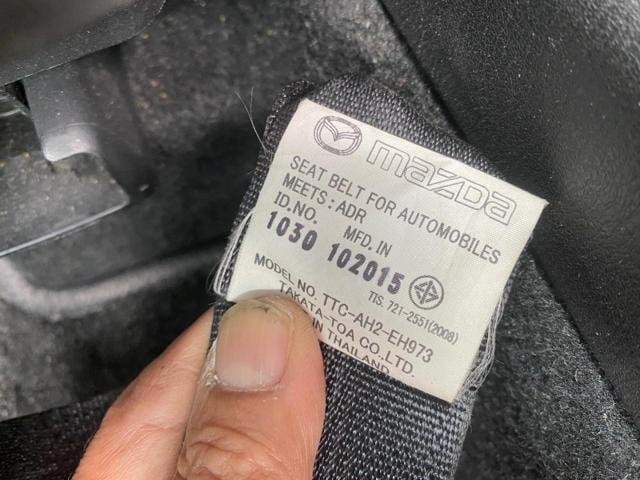 mazda
SEAT BELT FOR AUTOMOBILES
MEETS: ADR
ID.NO. MFD. IN
1030 102015
TIS. 721-2551(2008)
MODEL NO. TTC-AH2-EH973
TAKATA-TOA CO., LTD.
IN THAILAND